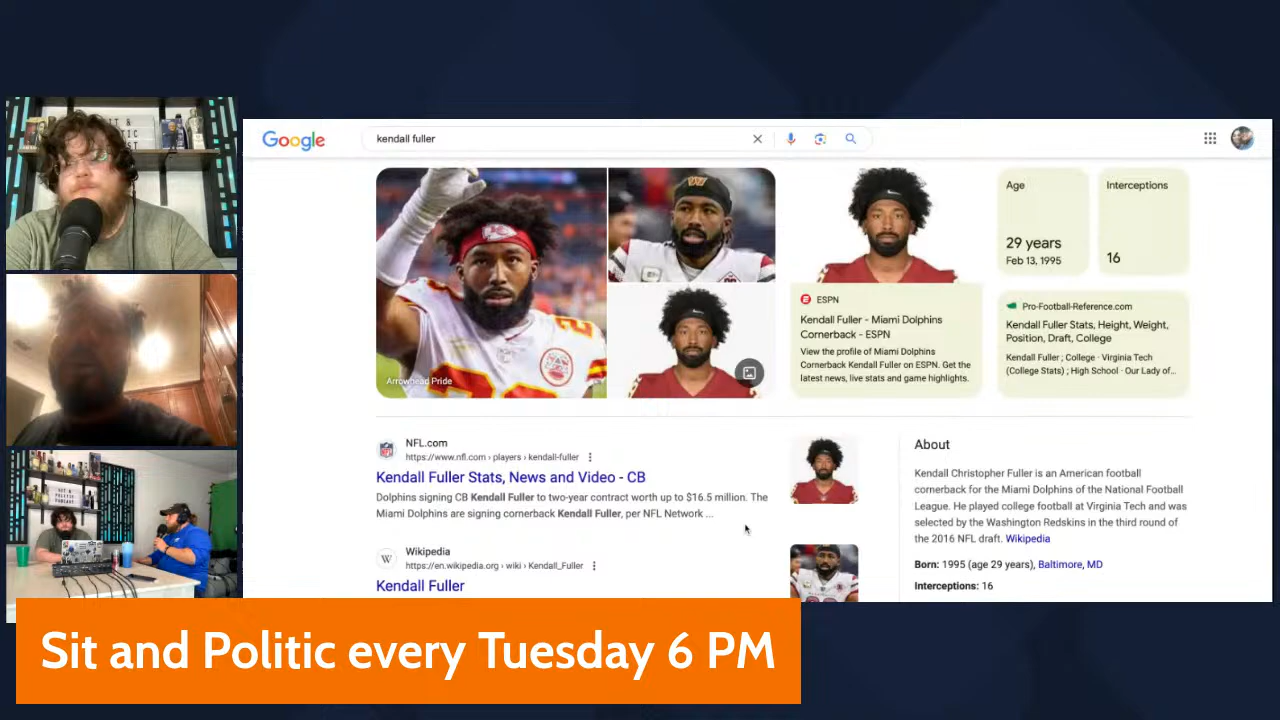 Google
kendall fuller
Arrowhead Pride
ESPN
Kendall Fuller - Miami Dolphins
Cornerback - ESPN
View the profile of Miami Dolphins
Cornerback Kendall Fuller on ESPN. Get the
latest news, live stats and game highlights.
Age
29 years
Feb 13, 1995
Interceptions
16
Pro-Football-Reference.com
Kendall Fuller Stats, Height, Weight,
Position, Draft, College
Kendall Fuller ; College · Virginia Tech
(College Stats) ; High School · Our Lady of...
NFL.com
https://www.nfl.com › players › kendall-fuller
Kendall Fuller Stats, News and Video - CB
Dolphins signing CB Kendall Fuller to two-year contract worth up to $16.5 million. The
Miami Dolphins are signing cornerback Kendall Fuller, per NFL Network ...
W
Wikipedia
https://en.wikipedia.org › wiki › Kendall_Fuller
Kendall Fuller
About
Kendall Christopher Fuller is an American football
cornerback for the Miami Dolphins of the National Football
League. He played college football at Virginia Tech and was
selected by the Washington Redskins in the third round of
the 2016 NFL draft. Wikipedia
Born: 1995 (age 29 years), Baltimore, MD
Interceptions: 16
Sit and Politic every Tuesday 6 PM